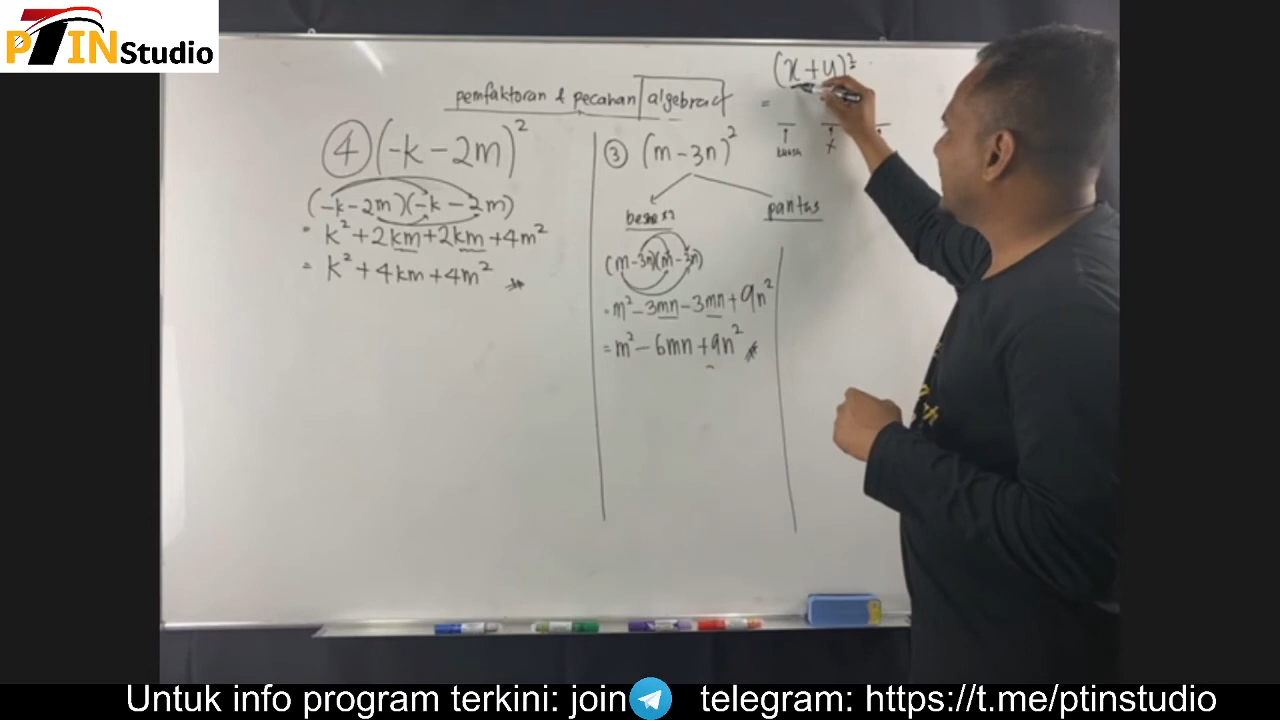 PTIN Studio
pemfaktoran & pecahan algebra
(x+y)²
=
kuasa
x
④ (-k - 2m)²
(-k-2m)(-k-2m)
= k² + 2km + 2km + 4m²
= k² + 4km + 4m²
③ (m - 3n)²
pantas
(m-3n)(m-3n)
= m² - 3mn - 3mn + 9n²
= m² - 6mn + 9n²
Untuk info program terkini: join telegram: https://t.me/ptinstudio